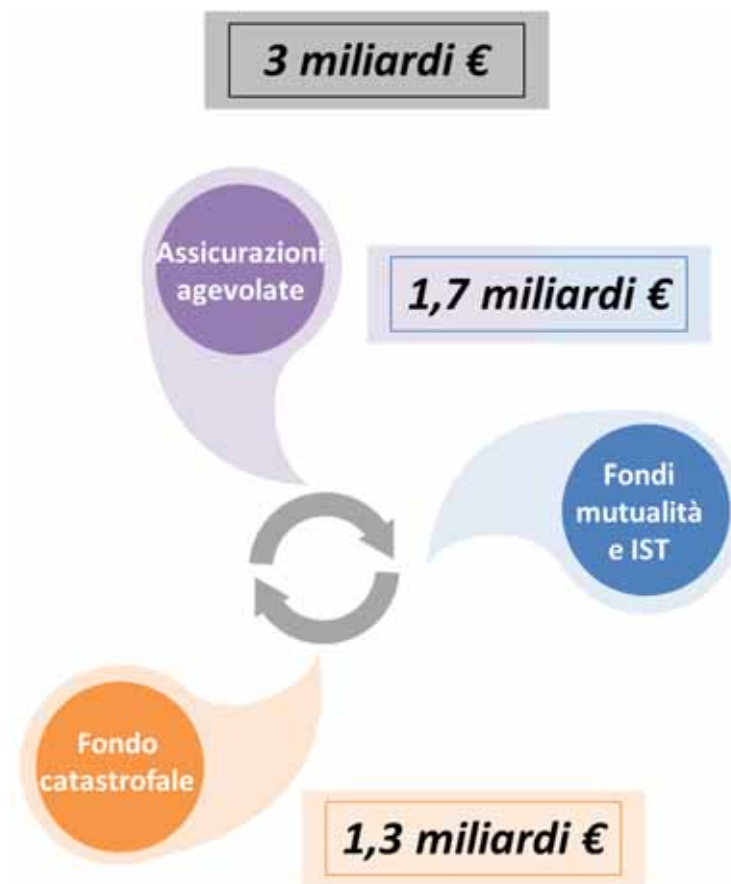 3 miliardi €
Assicurazioni
agevolate
1,7 miliardi €
Fondi
mutualità
e IST
Fondo
catastrofale
1,3 miliardi €